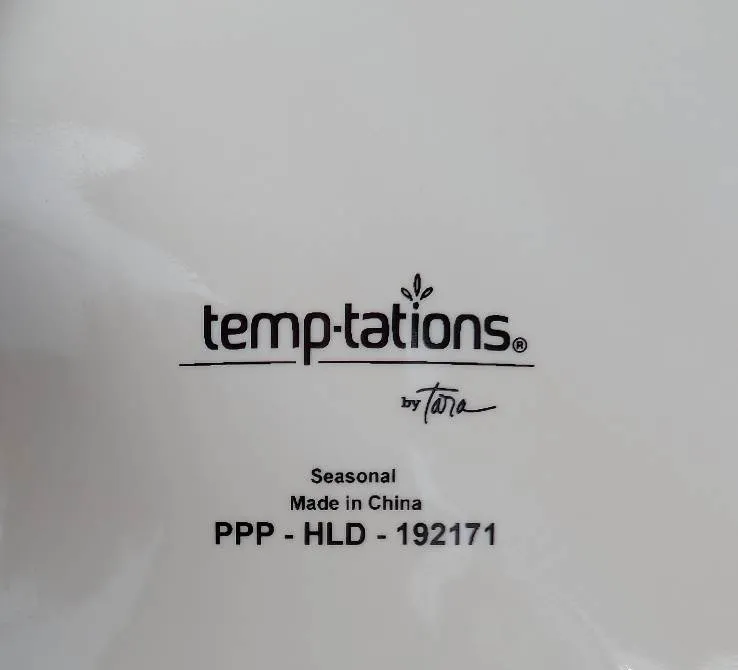 temp-tations®
by Tara
Seasonal
Made in China
PPP - HLD - 192171